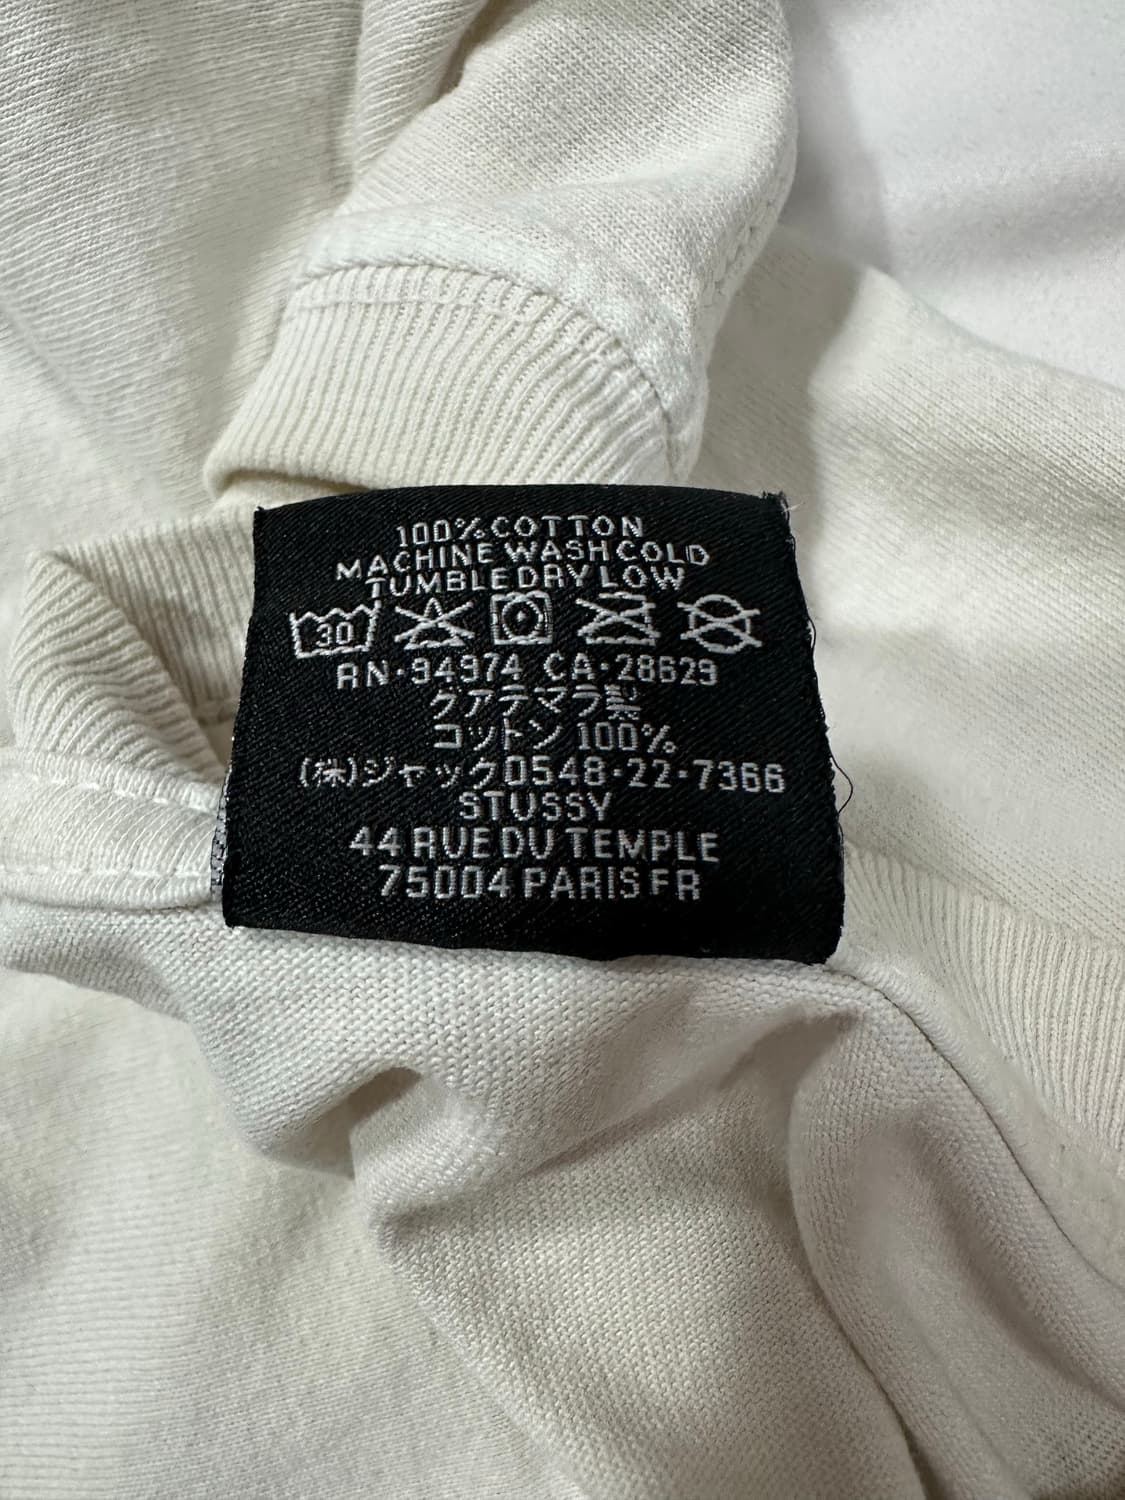 100% COTTON
MACHINE WASH COLD
TUMBLE DRY LOW
30
RN·94974 CA·28629
グアテマラ製
コットン 100%
(株)ジャック0548·22·7366
STUSSY
44 RUE DU TEMPLE
75004 PARIS FR